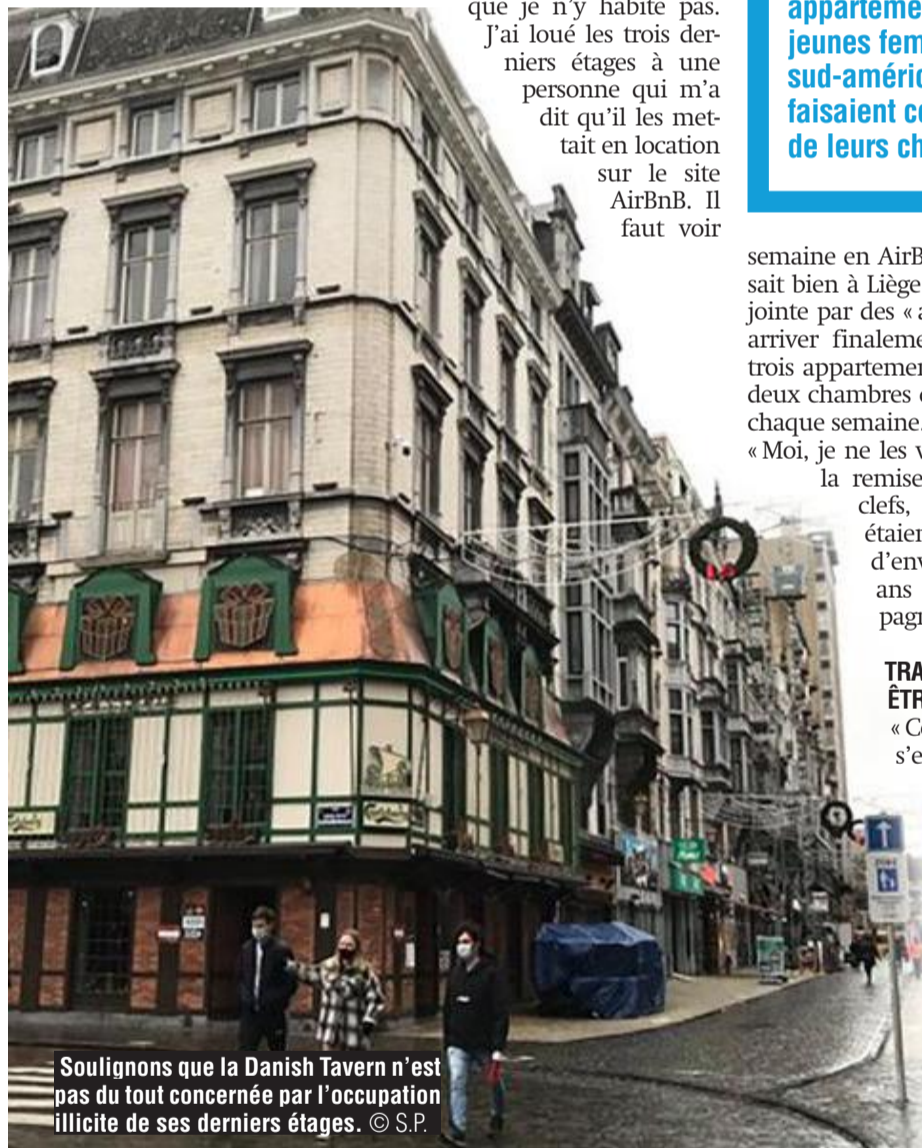 que je n'y habite pas.
J'ai loué les trois der-
niers étages à une
personne qui m'a
dit qu'il les met-
tait en location
sur le site
AirBnB. Il
faut voir
apparteme
jeunes fem
sud-améric
faisaient c
de leurs ch
semaine en AirB
sait bien à Liège
jointe par des « a
arriver finaleme
trois appartemen
deux chambres
chaque semaine.
« Moi, je ne les v
la remise
clefs,
étaien
d'env
ans
pagn
TRA
ÊTR
« C
s'e
Carlsberg
Soulignons que la Danish Tavern n'est
pas du tout concernée par l'occupation
illicite de ses derniers étages. © S.P.